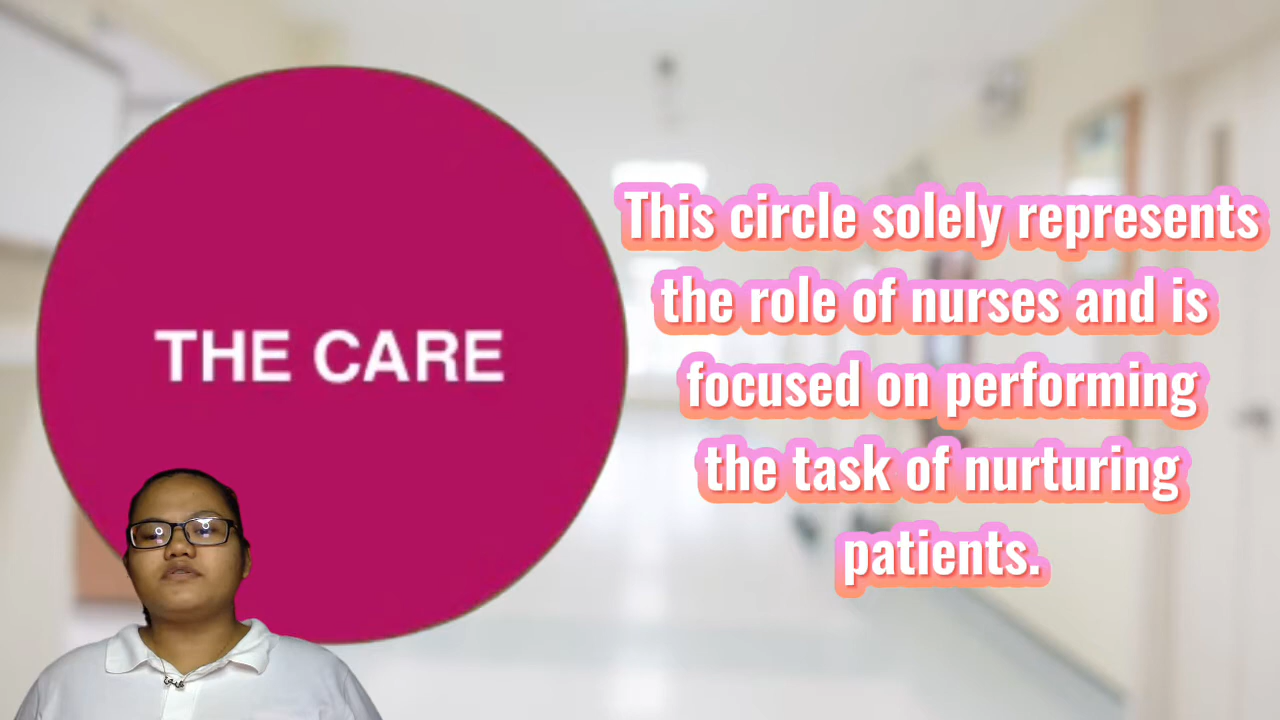 THE CARE
This circle solely represents
the role of nurses and is
focused on performing
the task of nurturing
patients.